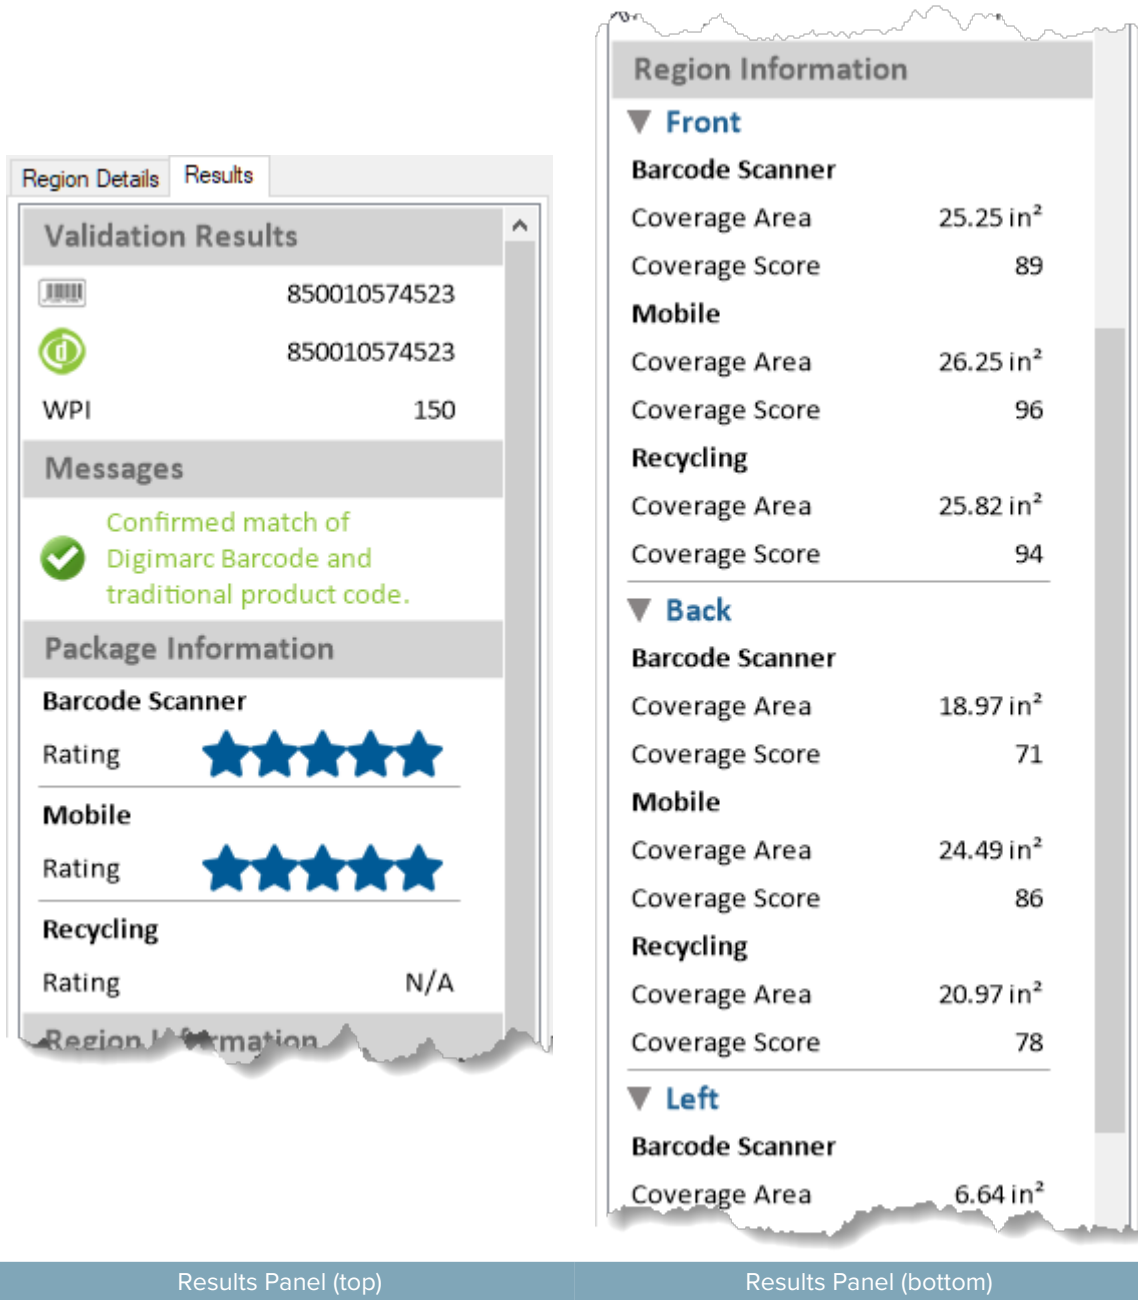 Region Details Results
Validation Results
850010574523
850010574523
WPI 150
Messages
Confirmed match of
Digimarc Barcode and
traditional product code.
Package Information
Barcode Scanner
Rating
Mobile
Rating
Recycling
Rating N/A
Region Information
Results Panel (top)
Region Information
Front
Barcode Scanner
Coverage Area 25.25 in²
Coverage Score 89
Mobile
Coverage Area 26.25 in²
Coverage Score 96
Recycling
Coverage Area 25.82 in²
Coverage Score 94
Back
Barcode Scanner
Coverage Area 18.97 in²
Coverage Score 71
Mobile
Coverage Area 24.49 in²
Coverage Score 86
Recycling
Coverage Area 20.97 in²
Coverage Score 78
Left
Barcode Scanner
Coverage Area 6.64 in²
Results Panel (bottom)